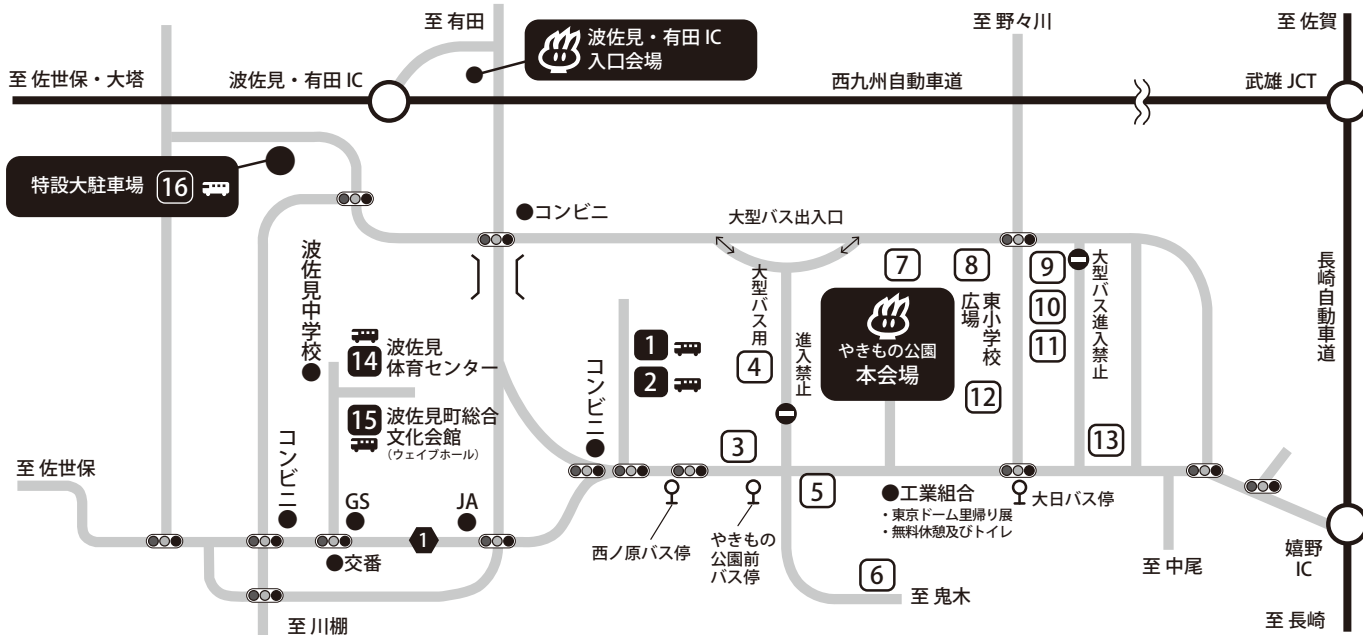 至 有田
至 野々川
至 佐賀
波佐見・有田 IC
入口会場
至 佐世保・大塔
波佐見・有田 IC
西九州自動車道
武雄 JCT
特設大駐車場 16
コンビニ
大型バス出入口
長崎自動車道
波佐見中学校
大型バス用
進入禁止
7
8
9
10
11
大型バス進入禁止
東小学校
広場
やきもの公園
本会場
1
2
4
14
波佐見
体育センター
15
波佐見町総合
文化会館
(ウェイブホール)
コンビニ
12
13
3
5
コンビニ
至 佐世保
GS
JA
1
交番
西ノ原バス停
やきもの
公園前
バス停
工業組合
・東京ドーム里帰り展
・無料休憩及びトイレ
大日バス停
6
至 鬼木
至 中尾
嬉野
IC
至 川棚
至 長崎